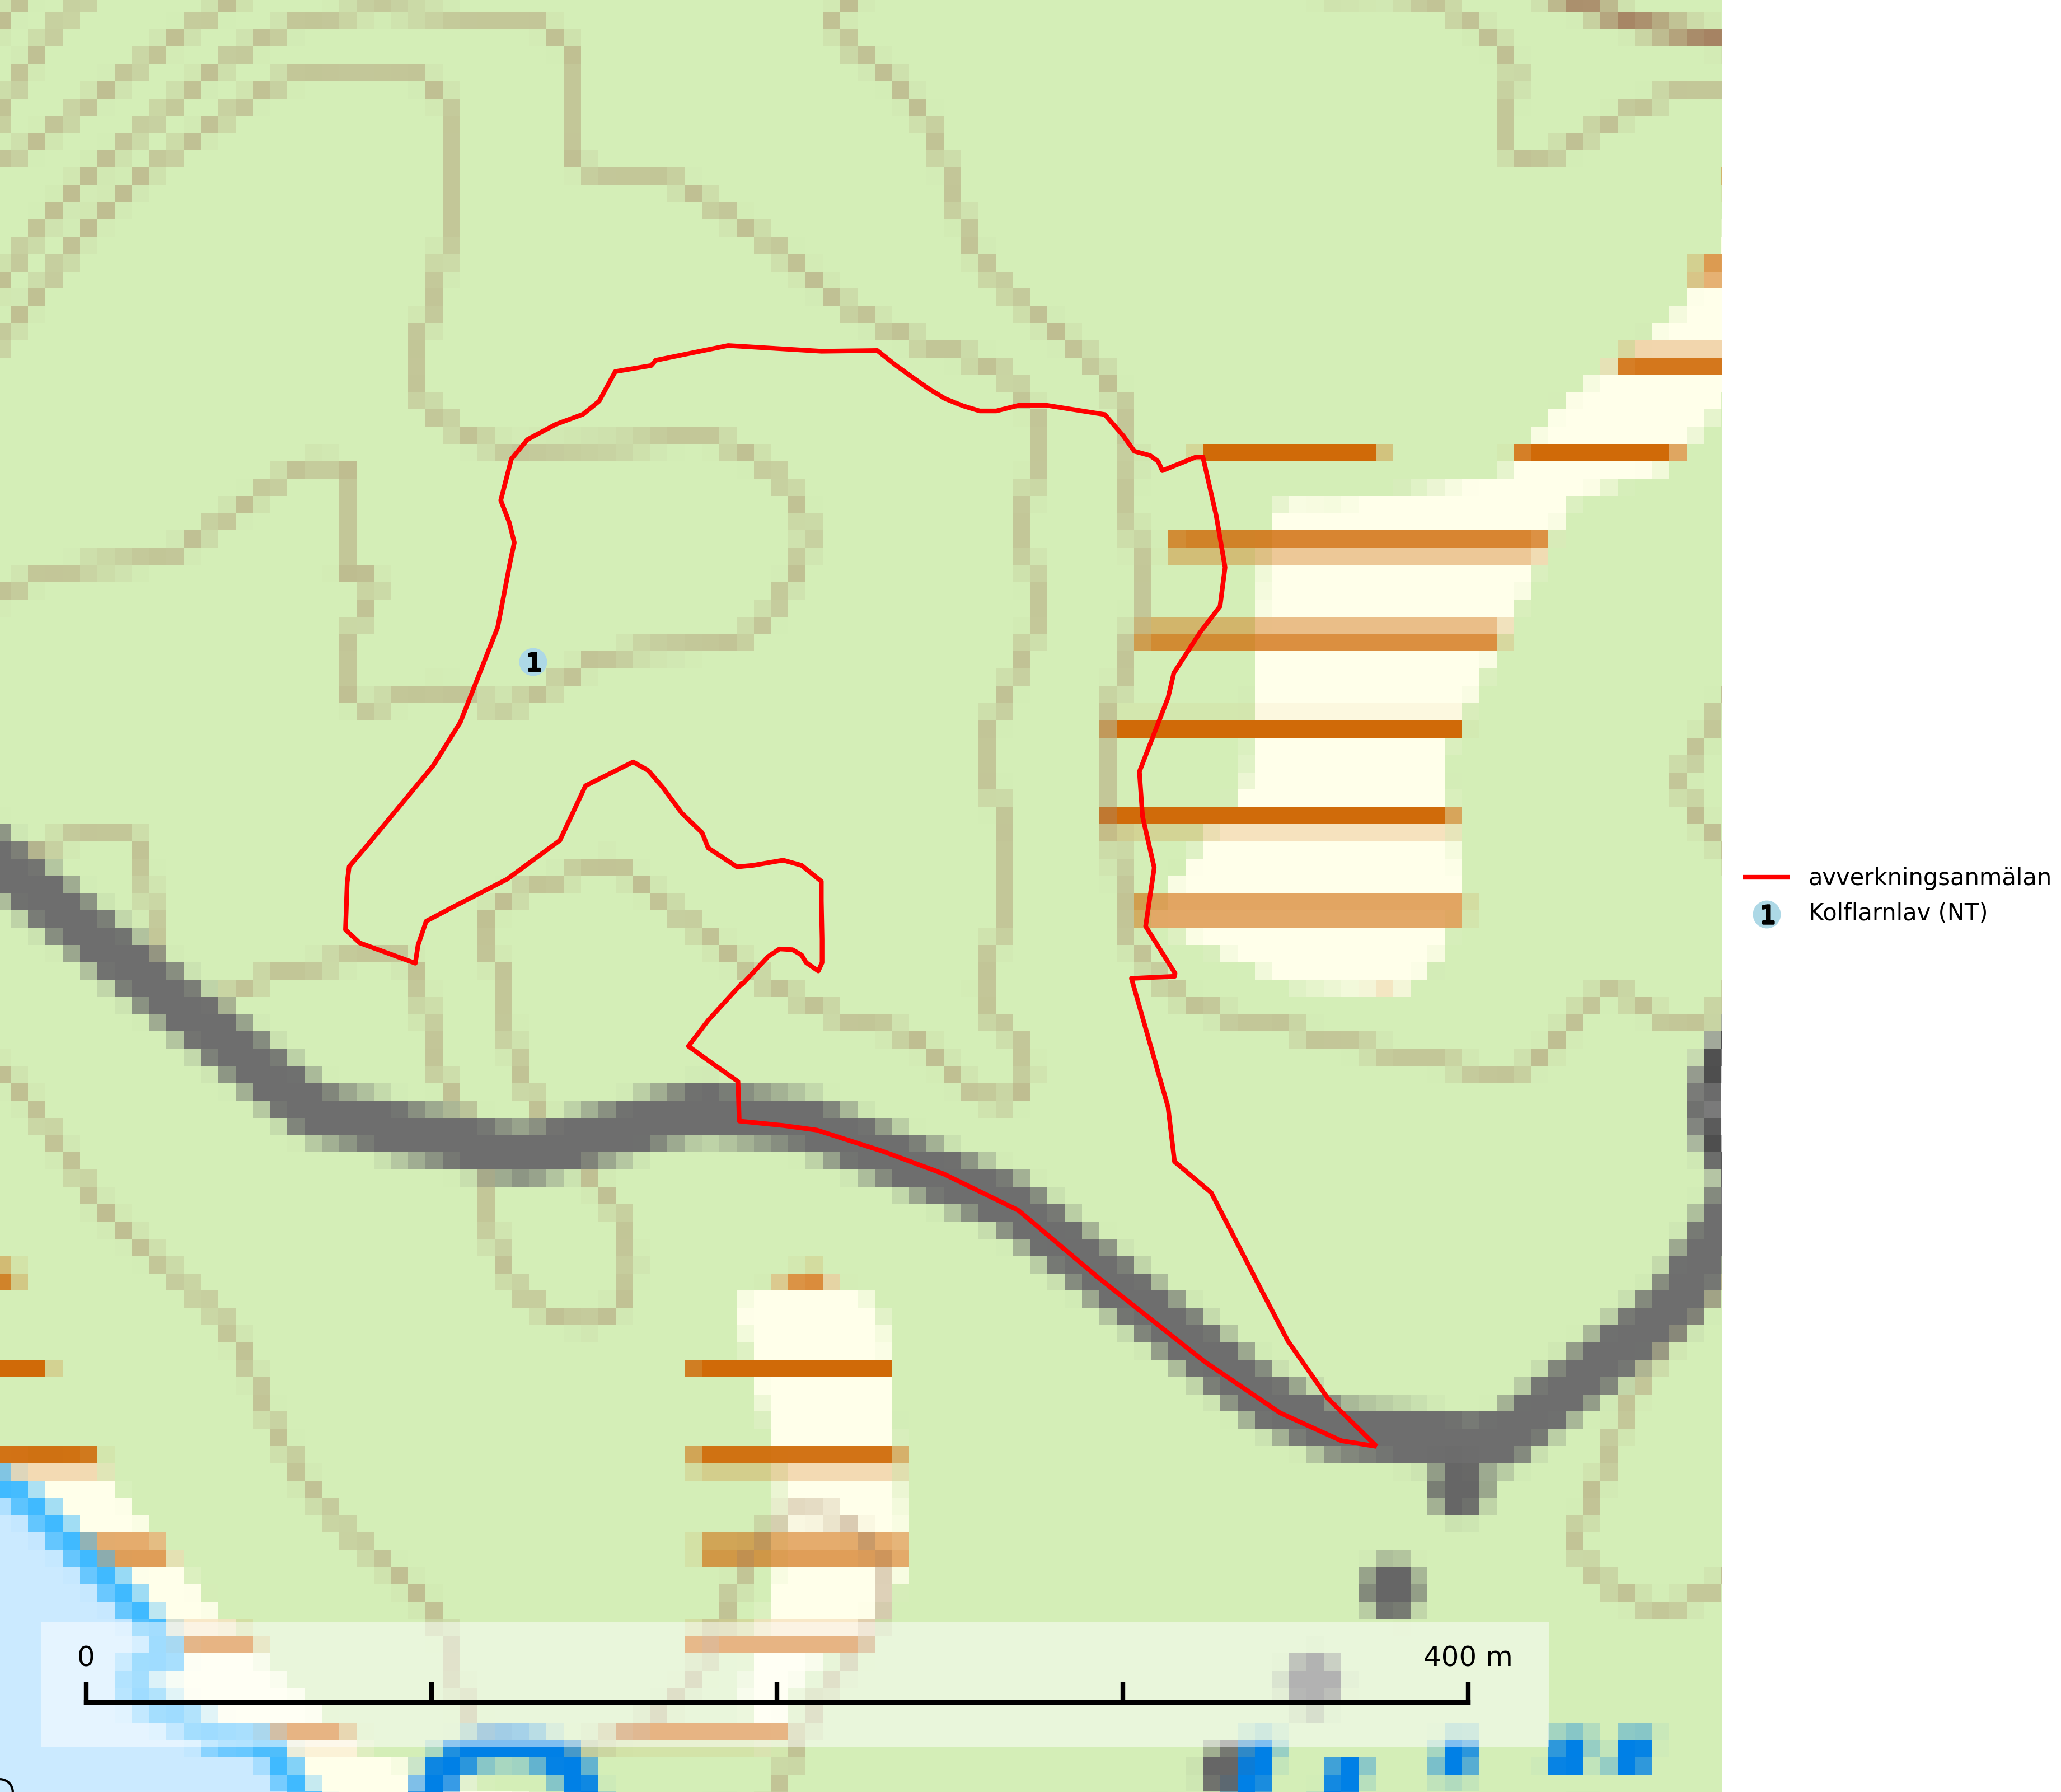 1
avverkningsanmälan
1 Kolflarnlav (NT)
0 400 m